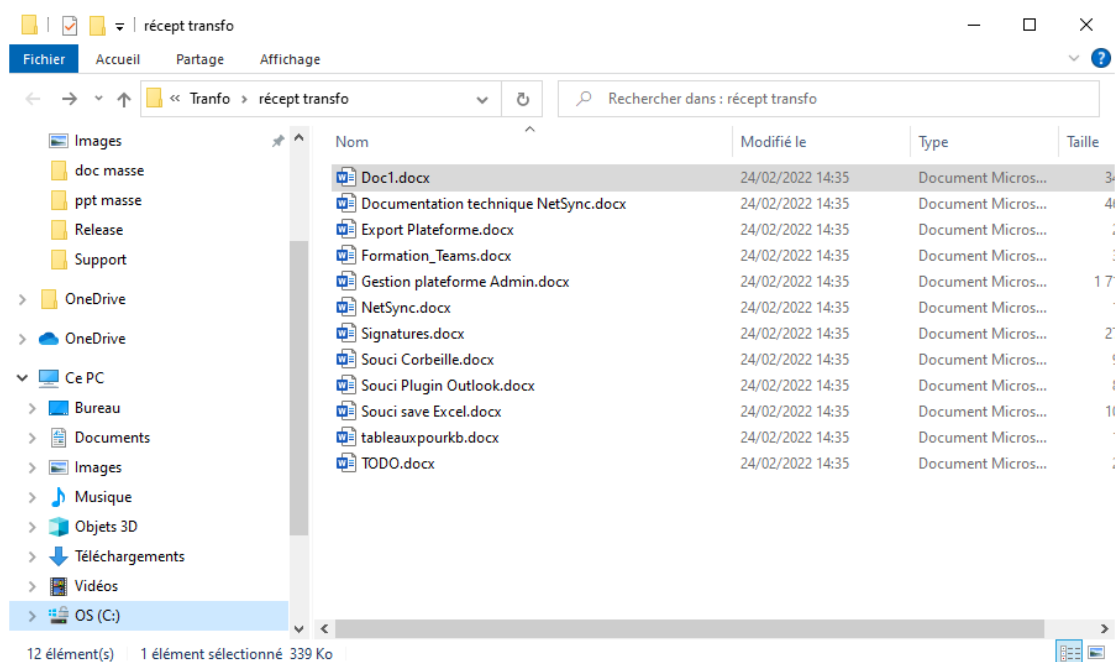 récept transfo
Fichier Accueil Partage Affichage
« Tranfo › récept transfo
Rechercher dans : récept transfo
Nom Modifié le Type Taille
Images
doc masse
ppt masse
Release
Support
OneDrive
OneDrive
Ce PC
Bureau
Documents
Images
Musique
Objets 3D
Téléchargements
Vidéos
OS (C:)
Doc1.docx 24/02/2022 14:35 Document Micros...
Documentation technique NetSync.docx 24/02/2022 14:35 Document Micros...
Export Plateforme.docx 24/02/2022 14:35 Document Micros...
Formation_Teams.docx 24/02/2022 14:35 Document Micros...
Gestion plateforme Admin.docx 24/02/2022 14:35 Document Micros...
NetSync.docx 24/02/2022 14:35 Document Micros...
Signatures.docx 24/02/2022 14:35 Document Micros...
Souci Corbeille.docx 24/02/2022 14:35 Document Micros...
Souci Plugin Outlook.docx 24/02/2022 14:35 Document Micros...
Souci save Excel.docx 24/02/2022 14:35 Document Micros...
tableauxpourkb.docx 24/02/2022 14:35 Document Micros...
TODO.docx 24/02/2022 14:35 Document Micros...
12 élément(s) 1 élément sélectionné 339 Ko